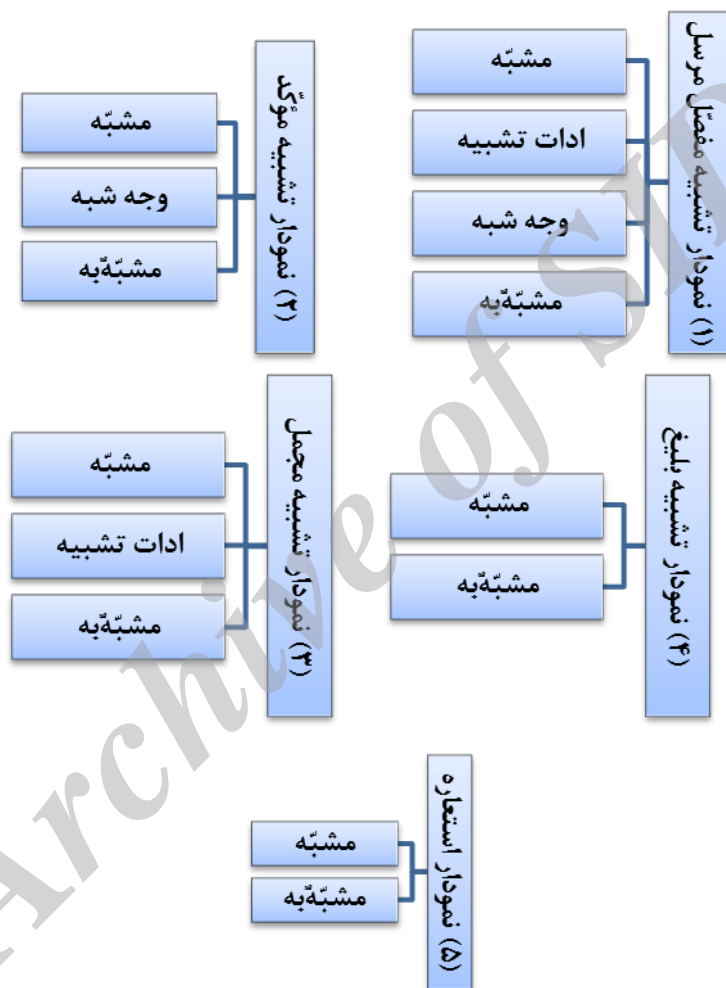 (۱) نمودار تشبیه مفصّل مرسل
مشبّه
ادات تشبیه
وجه شبه
مشبّهٌ‌به
(۲) نمودار تشبیه مؤکّد
مشبّه
وجه شبه
مشبّهٌ‌به
(۳) نمودار تشبیه مجمل
مشبّه
ادات تشبیه
مشبّهٌ‌به
(۴) نمودار تشبیه بلیغ
مشبّه
مشبّهٌ‌به
(۵) نمودار استعاره
مشبّه
مشبّهٌ‌به
Archive of SID